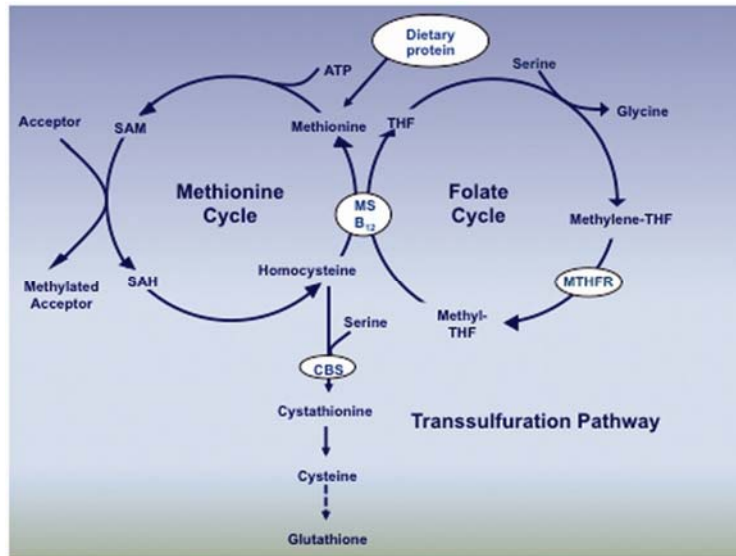 Dietary
protein
ATP
Serine
Acceptor
SAM
Methionine
THF
Glycine
Methionine
Cycle
MS
B₁₂
Folate
Cycle
Methylene-THF
Methylated
Acceptor
SAH
Homocysteine
MTHFR
Methyl-
THF
Serine
CBS
Cystathionine
Transsulfuration Pathway
Cysteine
Glutathione